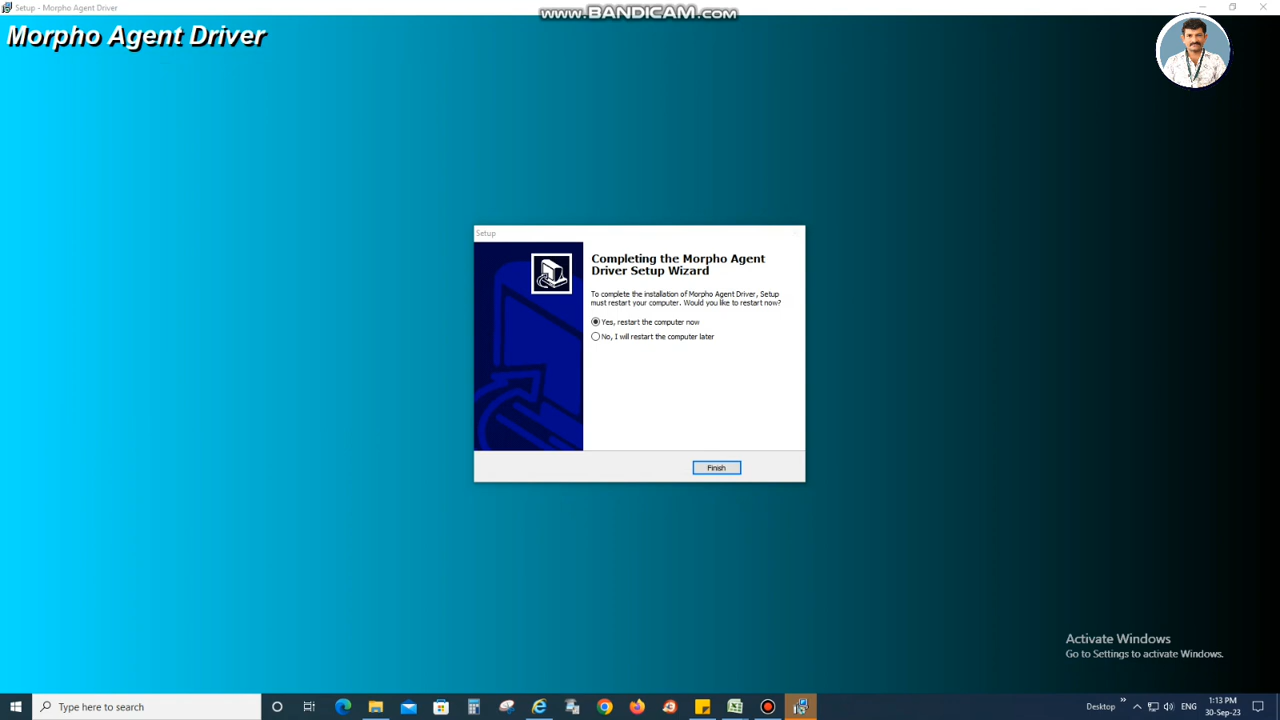 Setup - Morpho Agent Driver
WWW.BANDICAM.COM
Morpho Agent Driver
Setup
Completing the Morpho Agent
Driver Setup Wizard
To complete the installation of Morpho Agent Driver, Setup
must restart your computer. Would you like to restart now?
Yes, restart the computer now
No, I will restart the computer later
Finish
Activate Windows
Go to Settings to activate Windows.
Type here to search
Desktop
ENG
1:13 PM
30-Sep-23